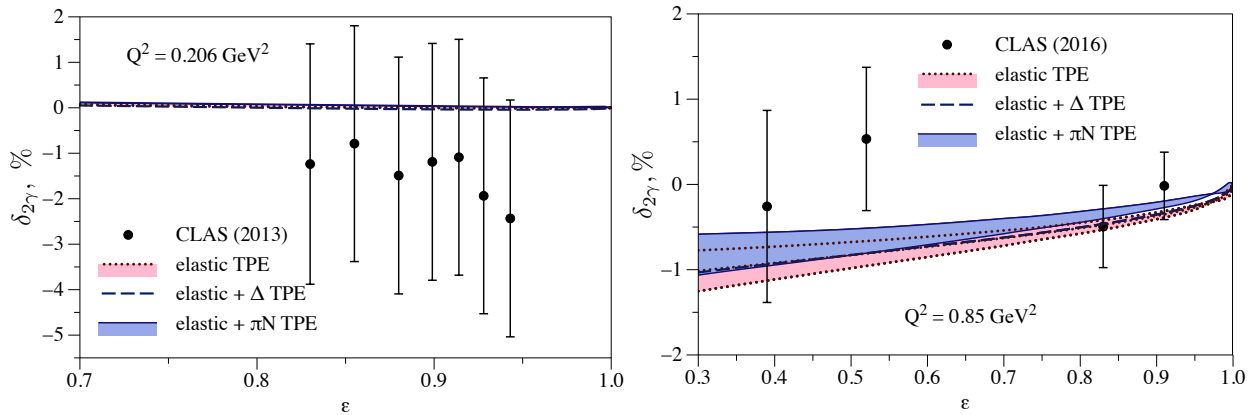 2
1
0
−1
−2
−3
−4
−5
δ2γ, %
Q2 = 0.206 GeV2
CLAS (2013)
elastic TPE
elastic + Δ TPE
elastic + πN TPE
0.7
0.8
0.9
1.0
ε
2
1
0
−1
−2
δ2γ, %
CLAS (2016)
elastic TPE
elastic + Δ TPE
elastic + πN TPE
Q2 = 0.85 GeV2
0.3
0.4
0.5
0.6
0.7
0.8
0.9
1.0
ε